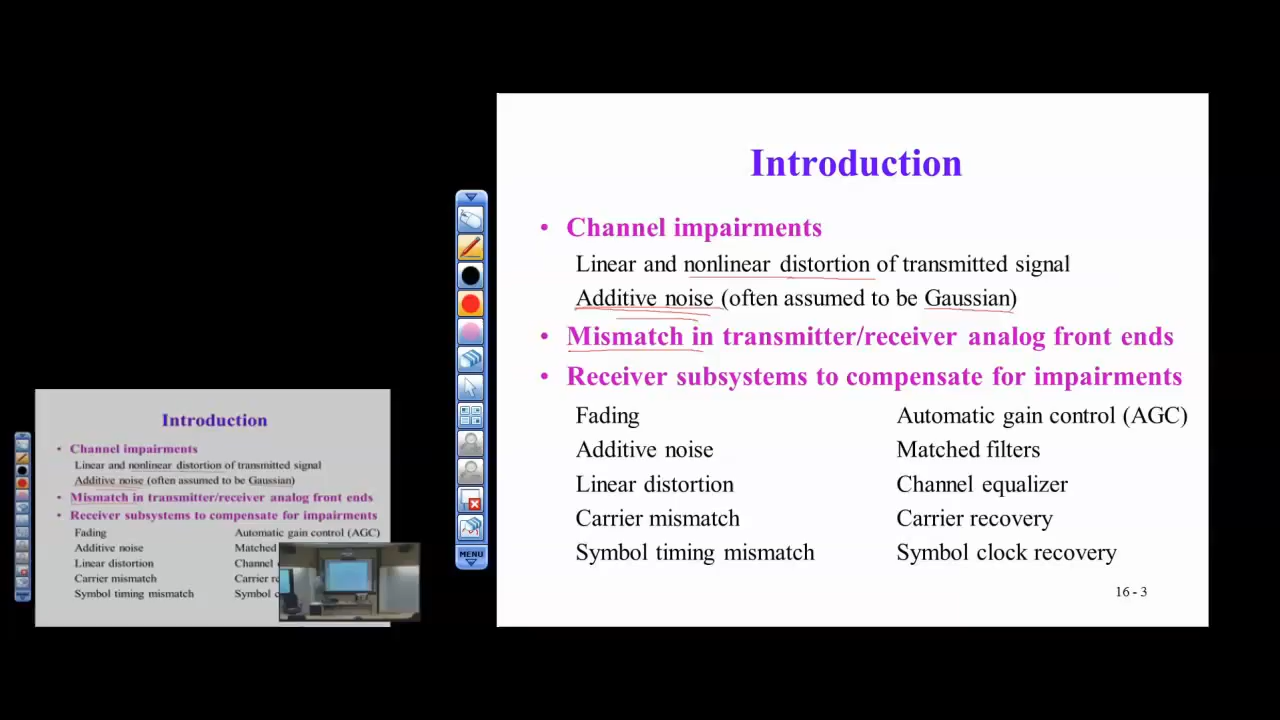 Introduction
• Channel impairments
Linear and nonlinear distortion of transmitted signal
Additive noise (often assumed to be Gaussian)
• Mismatch in transmitter/receiver analog front ends
• Receiver subsystems to compensate for impairments
Fading Automatic gain control (AGC)
Additive noise Matched filters
Linear distortion Channel equalizer
Carrier mismatch Carrier recovery
Symbol timing mismatch Symbol clock recovery
16 - 3
MENU
Introduction
• Channel impairments
Linear and nonlinear distortion of transmitted signal
Additive noise (often assumed to be Gaussian)
• Mismatch in transmitter/receiver analog front ends
• Receiver subsystems to compensate for impairments
Fading Automatic gain control (AGC)
Additive noise Matched
Linear distortion Channel
Carrier mismatch Carrier
Symbol timing mismatch Symbol